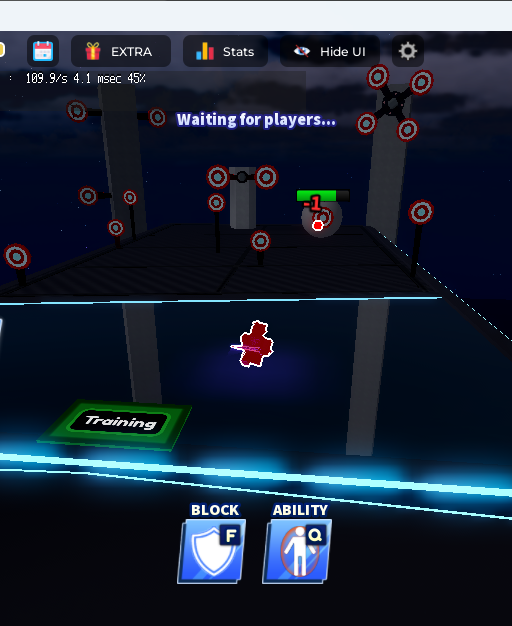 EXTRA
Stats
Hide UI
: 109.9/s 4.1 msec 45%
Waiting for players...
-1
Training
BLOCK
ABILITY
F
Q